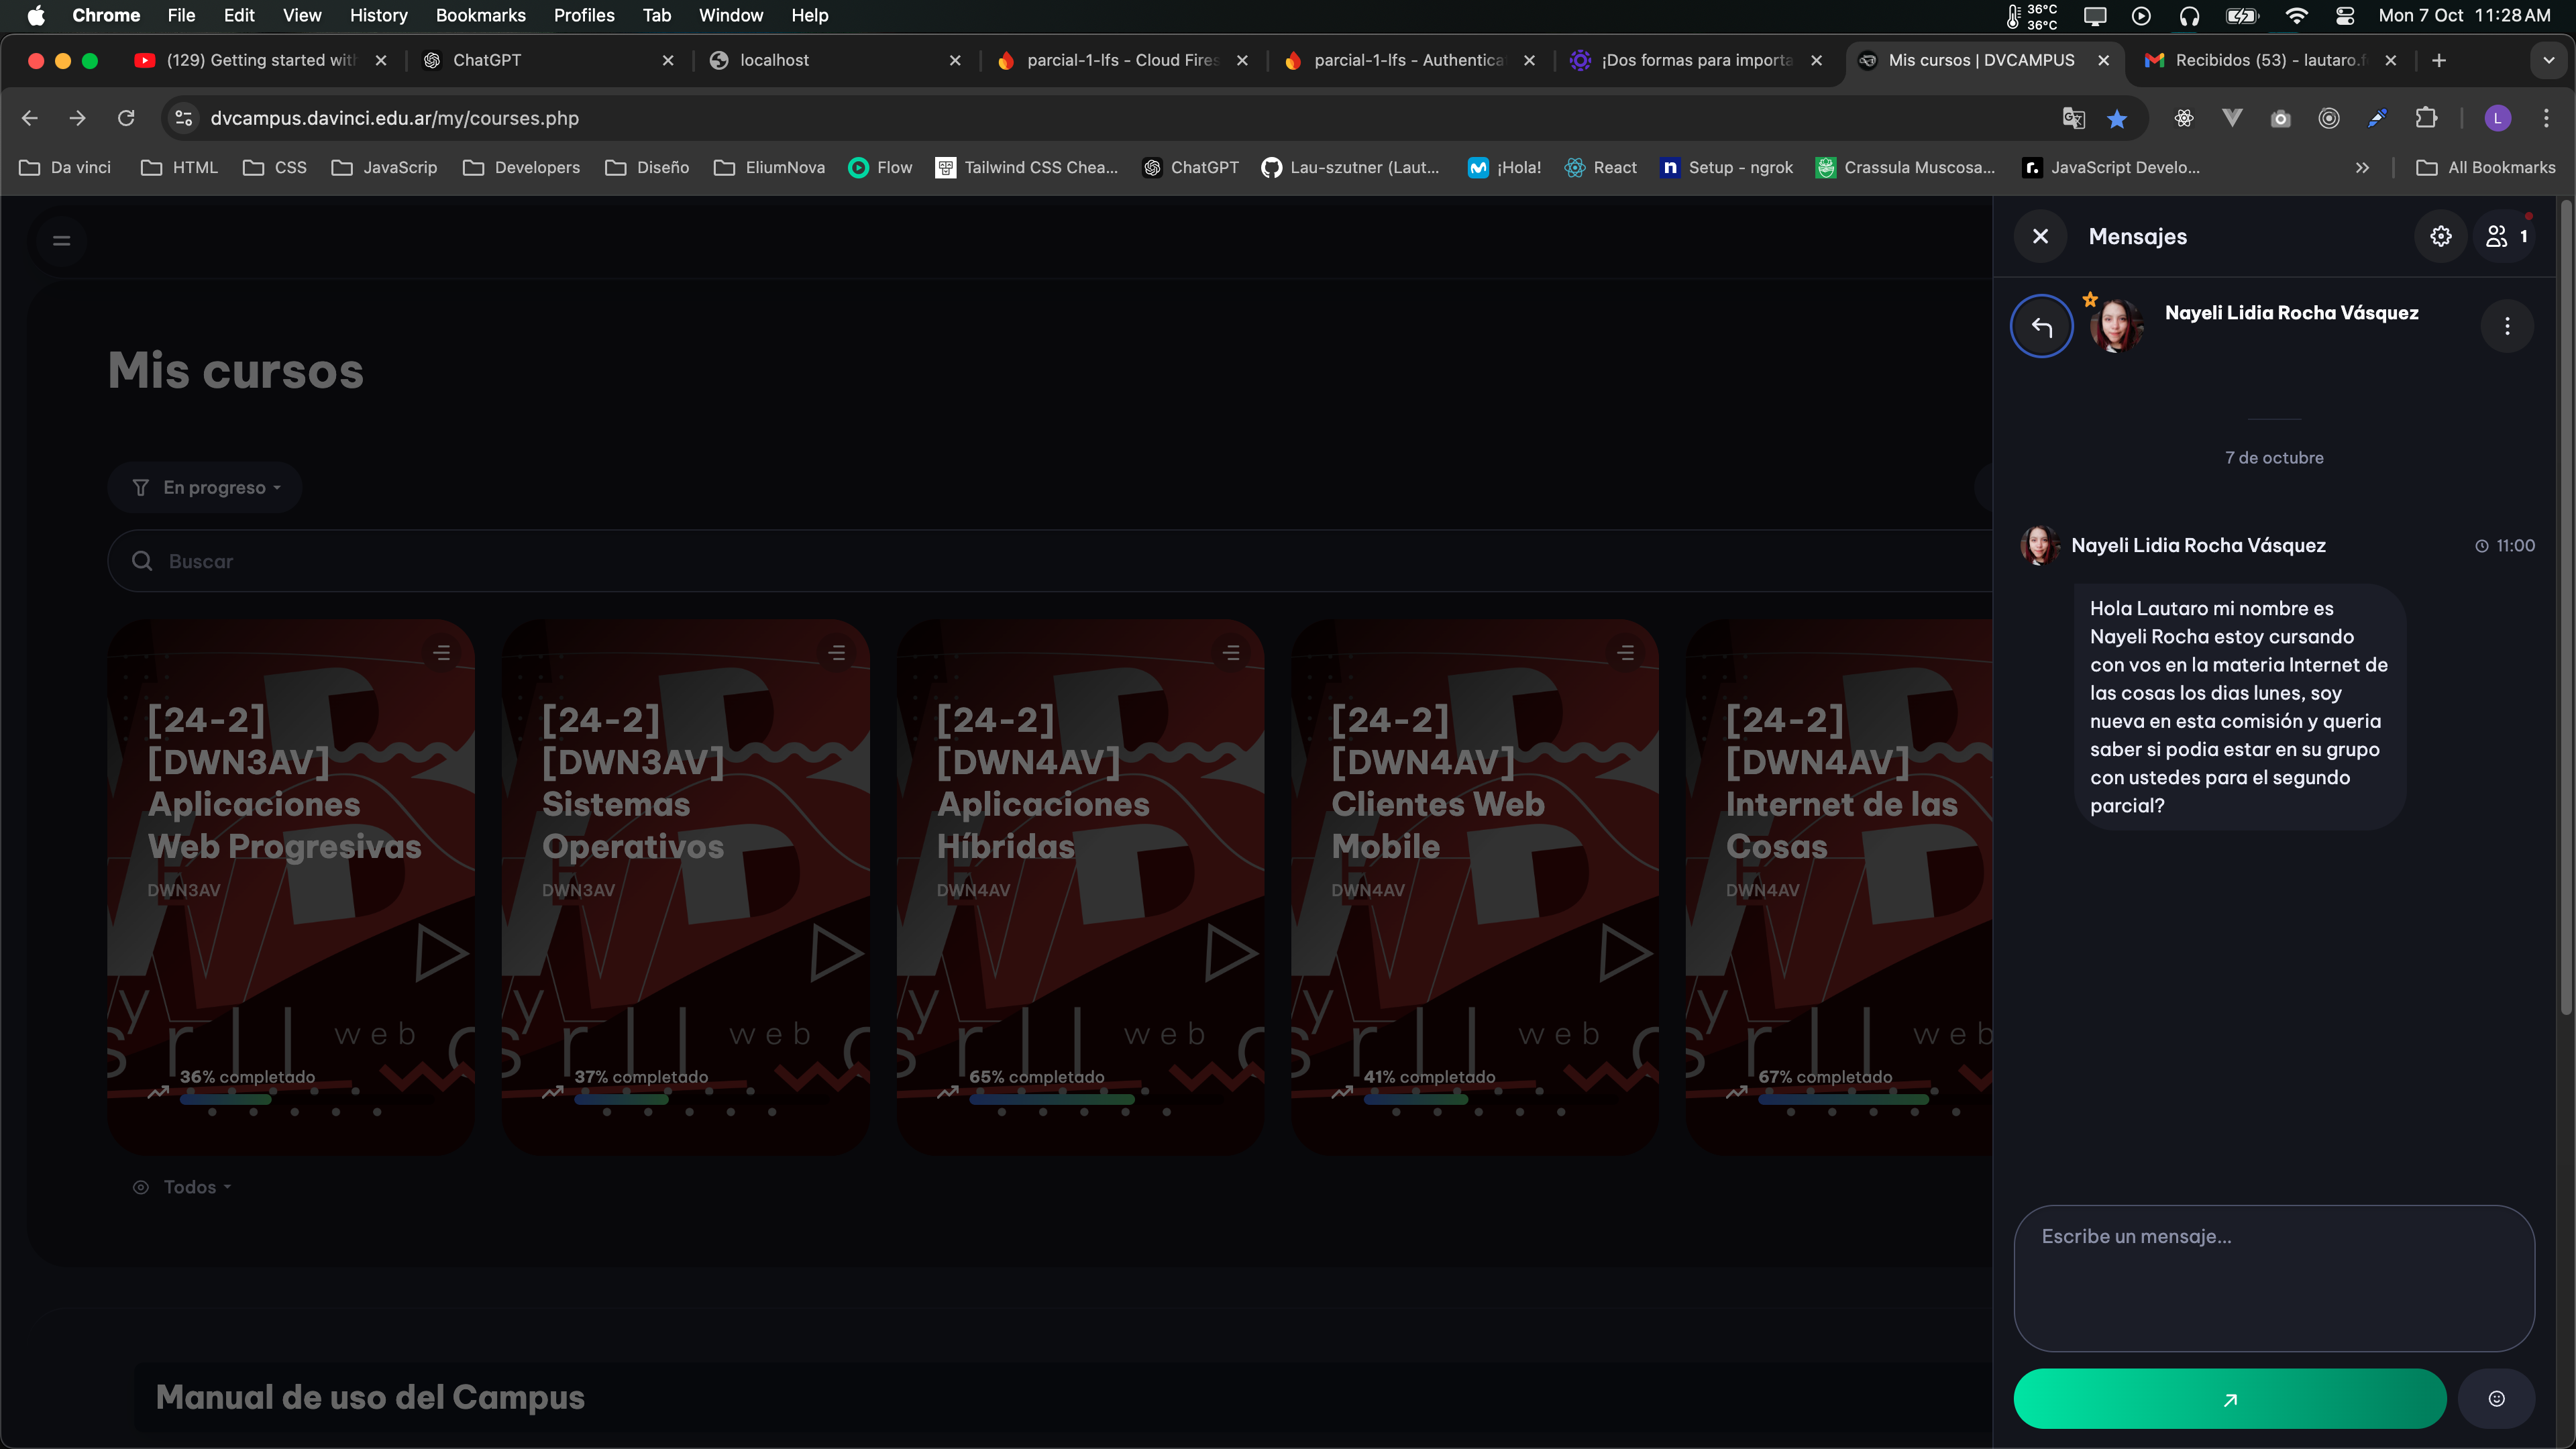 Chrome File Edit View History Bookmarks Profiles Tab Window Help
36°C
36°C
Mon 7 Oct 11:28 AM
(129) Getting started with
ChatGPT
localhost
parcial-1-lfs - Cloud Fires
parcial-1-lfs - Authentica
¡Dos formas para importa
Mis cursos | DVCAMPUS
Recibidos (53) - lautaro.f
dvcampus.davinci.edu.ar/my/courses.php
L
Da vinci
HTML
CSS
JavaScrip
Developers
Diseño
EliumNova
Flow
Tailwind CSS Chea...
ChatGPT
Lau-szutner (Laut...
¡Hola!
React
Setup - ngrok
Crassula Muscosa...
JavaScript Develo...
All Bookmarks
Mis cursos
En progreso
Buscar
[24-2]
[DWN3AV]
Aplicaciones
Web Progresivas
DWN3AV
web
36% completado
[24-2]
[DWN3AV]
Sistemas
Operativos
DWN3AV
web
37% completado
[24-2]
[DWN4AV]
Aplicaciones
Híbridas
DWN4AV
web
65% completado
[24-2]
[DWN4AV]
Clientes Web
Mobile
DWN4AV
web
41% completado
[24-2]
[DWN4AV]
Internet de las
Cosas
DWN4AV
web
67% completado
Todos
Manual de uso del Campus
Mensajes
1
Nayeli Lidia Rocha Vásquez
7 de octubre
Nayeli Lidia Rocha Vásquez
11:00
Hola Lautaro mi nombre es
Nayeli Rocha estoy cursando
con vos en la materia Internet de
las cosas los dias lunes, soy
nueva en esta comisión y queria
saber si podia estar en su grupo
con ustedes para el segundo
parcial?
Escribe un mensaje...